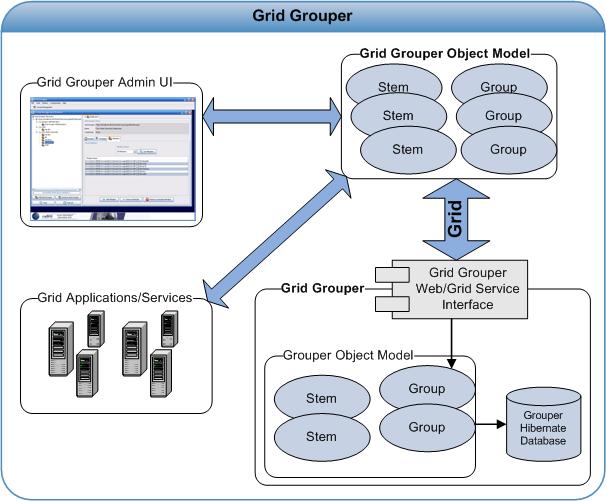 Grid Grouper
Grid Grouper Object Model
Stem
Group
Stem
Group
Stem
Group
Grid Grouper Admin UI
Grid
Grid Applications/Services
Grid Grouper
Grid Grouper
Web/Grid Service
Interface
Grouper Object Model
Stem
Group
Stem
Group
Grouper
Hibernate
Database